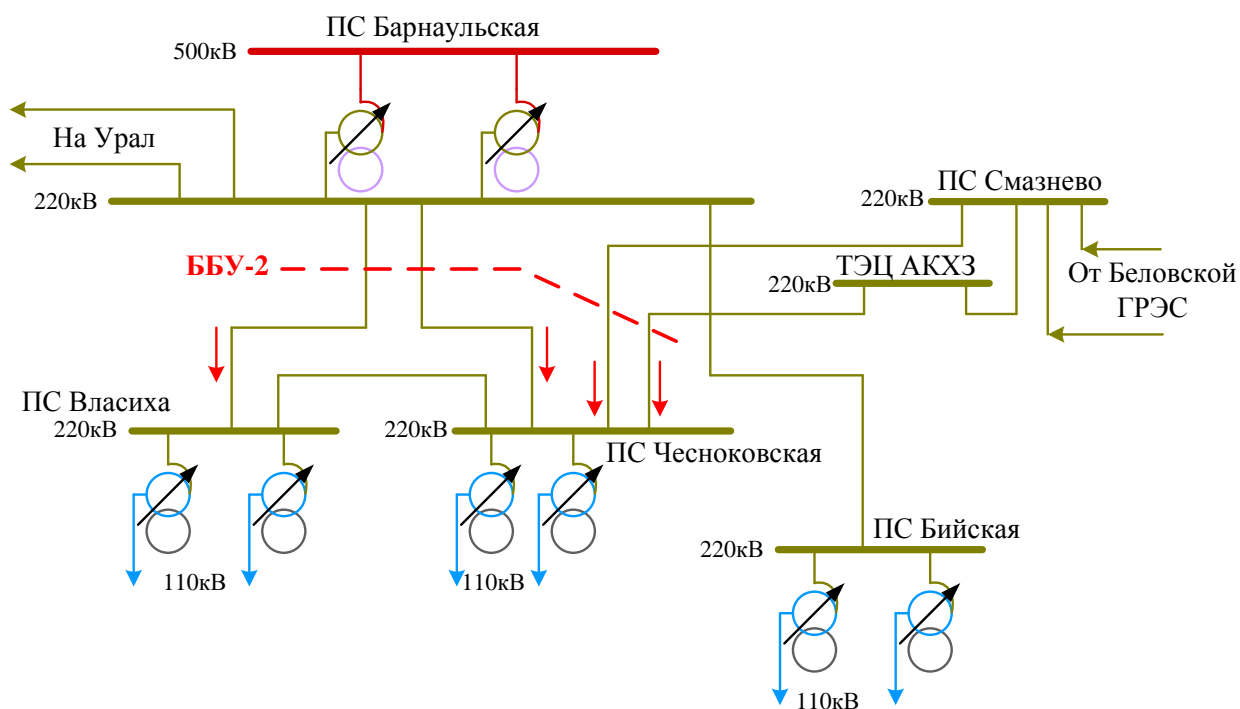 ПС Барнаульская
500кВ
На Урал
220кВ
ПС Смазнево
220кВ
ББУ-2
ТЭЦ АКХЗ
220кВ
От Беловской
ГРЭС
ПС Власиха
220кВ
220кВ
ПС Чесноковская
110кВ
110кВ
ПС Бийская
220кВ
110кВ